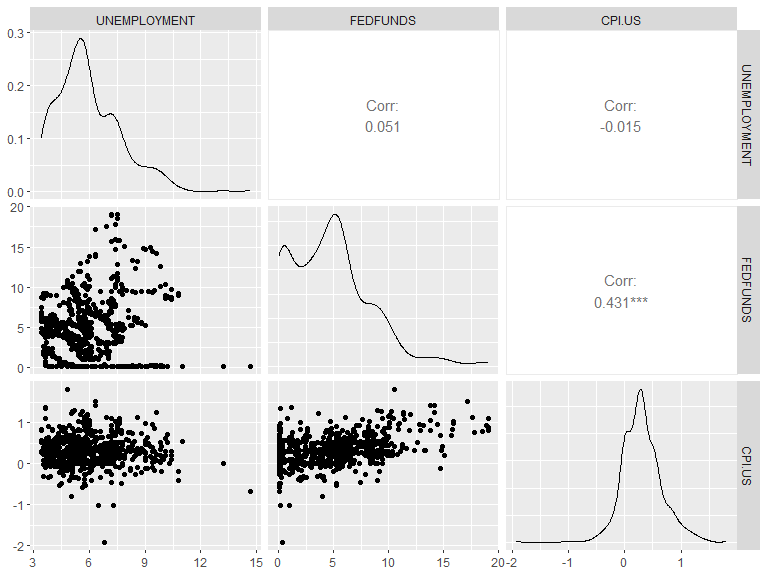 UNEMPLOYMENT FEDFUNDS CPI.US
0.3
0.2
0.1
0.0
Corr:
0.051
Corr:
-0.015
UNEMPLOYMENT
20
15
10
5
0
Corr:
0.431***
FEDFUNDS
1
0
-1
-2
CPI.US
3 6 9 12 15 0 5 10 15 20 -2 -1 0 1